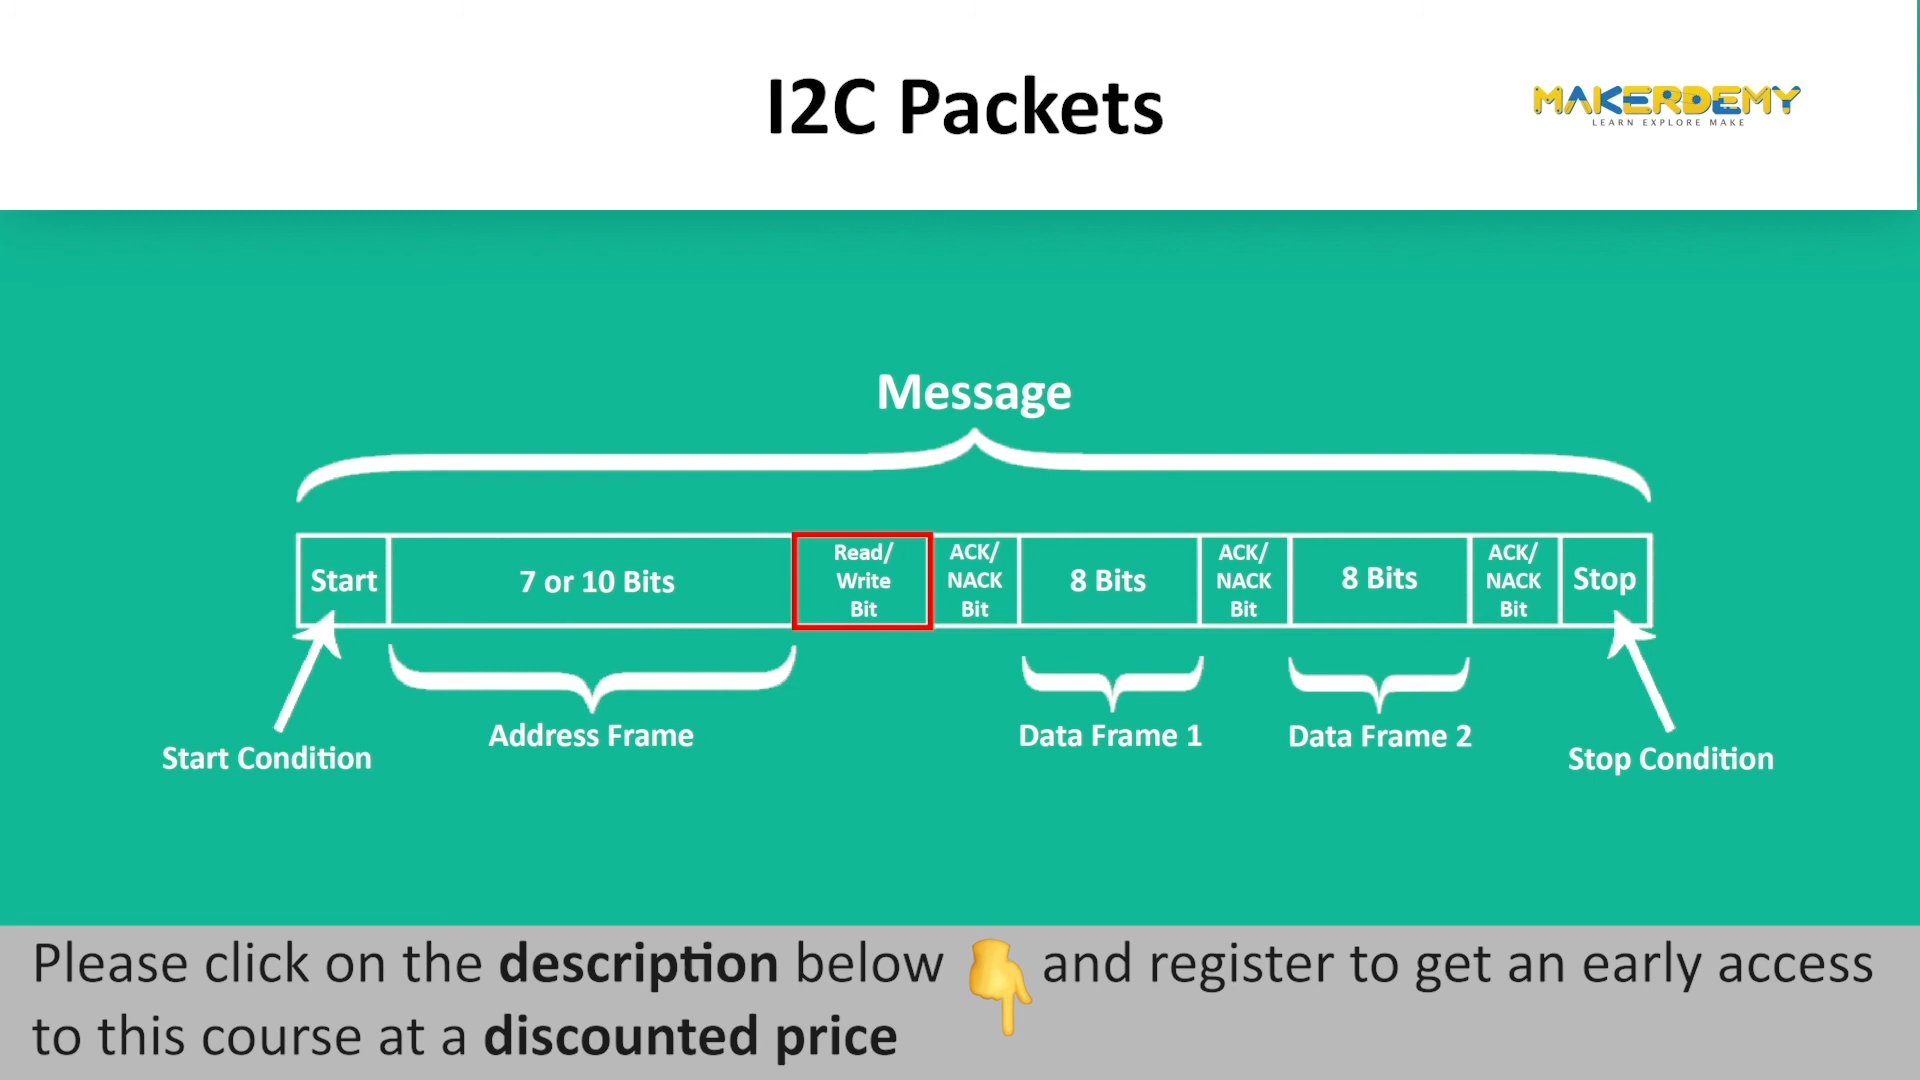 I2C Packets
MAKERDEMY
LEARN EXPLORE MAKE
Message
Start
7 or 10 Bits
Read/
Write
Bit
ACK/
NACK
Bit
8 Bits
ACK/
NACK
Bit
8 Bits
ACK/
NACK
Bit
Stop
Start Condition
Address Frame
Data Frame 1
Data Frame 2
Stop Condition
Please click on the description below 👇 and register to get an early access
to this course at a discounted price